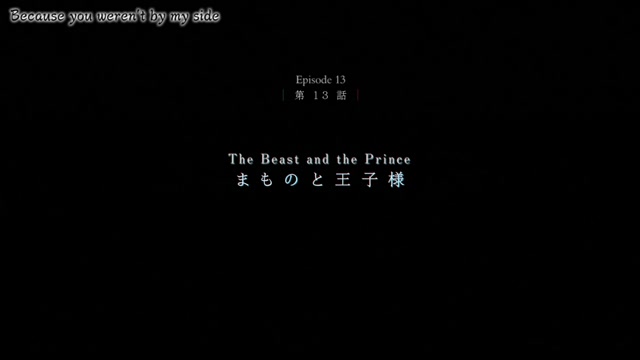 Because you weren't by my side
Episode 13
第 13 話
The Beast and the Prince
まものと王子様